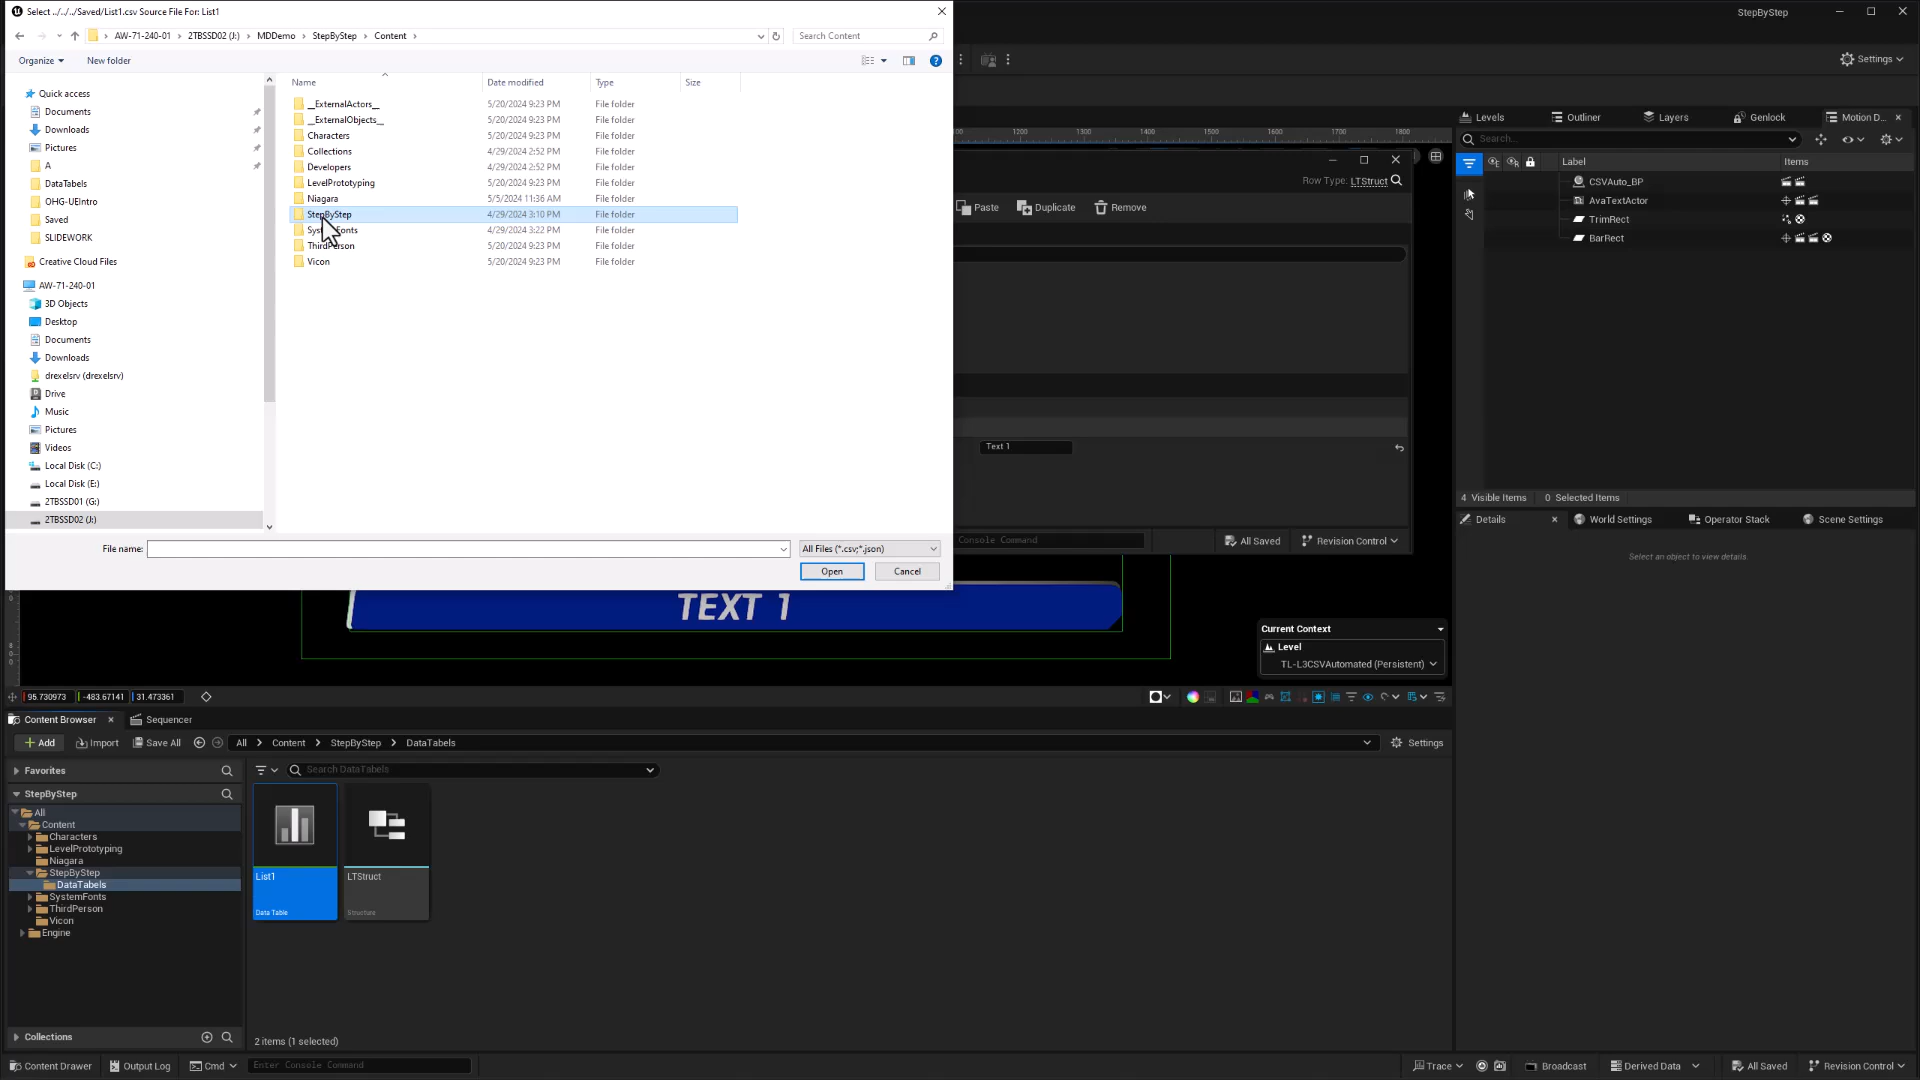 Select ../../../Saved/List1.csv Source File For: List1
StepByStep
AW-71-240-01 > 2TBSSD02 (J:) > MDDemo > StepByStep > Content >
Search Content
Organize
New folder
Settings
Name
Date modified
Type
Size
Quick access
Documents
Downloads
Pictures
A
DataTabels
OHG-UEIntro
Saved
SLIDEWORK
Creative Cloud Files
AW-71-240-01
3D Objects
Desktop
Documents
Downloads
drexelsrv (drexelsrv)
Drive
Music
Pictures
Videos
Local Disk (C:)
Local Disk (E:)
2TBSSD01 (G:)
2TBSSD02 (J:)
__ExternalActors__ 5/20/2024 9:23 PM File folder
__ExternalObjects__ 5/20/2024 9:23 PM File folder
Characters 5/20/2024 9:23 PM File folder
Collections 4/29/2024 2:52 PM File folder
Developers 4/29/2024 2:52 PM File folder
LevelPrototyping 5/20/2024 9:23 PM File folder
Niagara 5/5/2024 11:36 AM File folder
StepByStep 4/29/2024 3:10 PM File folder
4/29/2024 3:22 PM File folder
ThirdPerson 5/20/2024 9:23 PM File folder
Vicon 5/20/2024 9:23 PM File folder
File name:
All Files (*.csv;*.json)
Open
Cancel
1200 1300 1400 1500 1600 1700 1800
Row Type: LTStruct
Paste
Duplicate
Remove
Text 1
Console Command
All Saved
Revision Control
Levels
Outliner
Layers
Genlock
Motion D...
Search...
Label
Items
CSVAuto_BP
AvaTextActor
TrimRect
BarRect
4 Visible Items
0 Selected Items
Details
World Settings
Operator Stack
Scene Settings
Select an object to view details.
TEXT 1
Current Context
Level
TL-L3CSVAutomated (Persistent)
95.730973
-483.67141
31.473361
Content Browser
Sequencer
Add
Import
Save All
All > Content > StepByStep > DataTabels
Settings
Favorites
StepByStep
All
Content
Characters
LevelPrototyping
Niagara
StepByStep
DataTabels
SystemFonts
ThirdPerson
Vicon
Engine
Collections
Search DataTabels
List1
Data Table
LTStruct
Structure
2 items (1 selected)
Content Drawer
Output Log
Cmd
Enter Console Command
Trace
Broadcast
Derived Data
All Saved
Revision Control